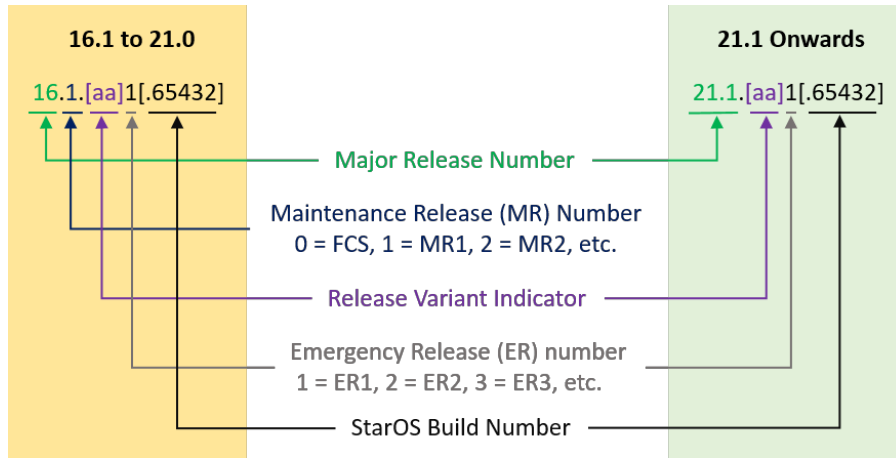 16.1 to 21.0
21.1 Onwards
16.1.[aa]1[.65432]
21.1.[aa]1[.65432]
Major Release Number
Maintenance Release (MR) Number
0 = FCS, 1 = MR1, 2 = MR2, etc.
Release Variant Indicator
Emergency Release (ER) number
1 = ER1, 2 = ER2, 3 = ER3, etc.
StarOS Build Number